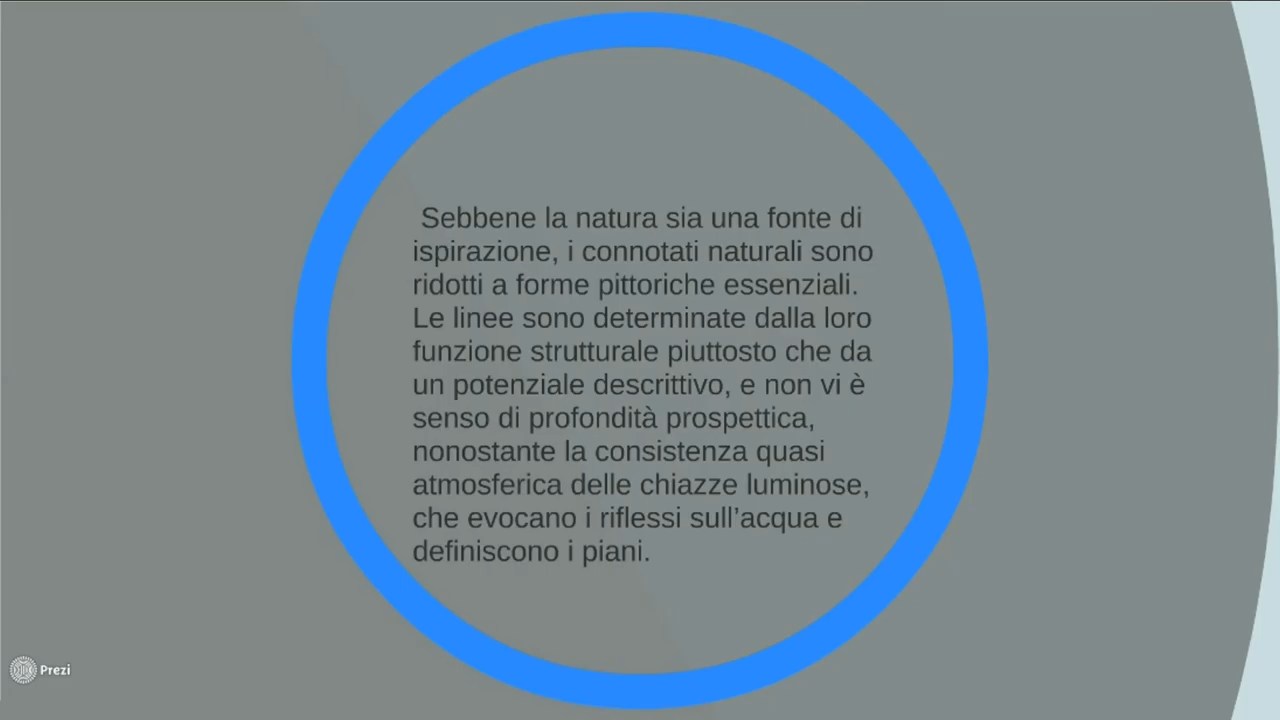 Sebbene la natura sia una fonte di
ispirazione, i connotati naturali sono
ridotti a forme pittoriche essenziali.
Le linee sono determinate dalla loro
funzione strutturale piuttosto che da
un potenziale descrittivo, e non vi è
senso di profondità prospettica,
nonostante la consistenza quasi
atmosferica delle chiazze luminose,
che evocano i riflessi sull’acqua e
definiscono i piani.
Prezi